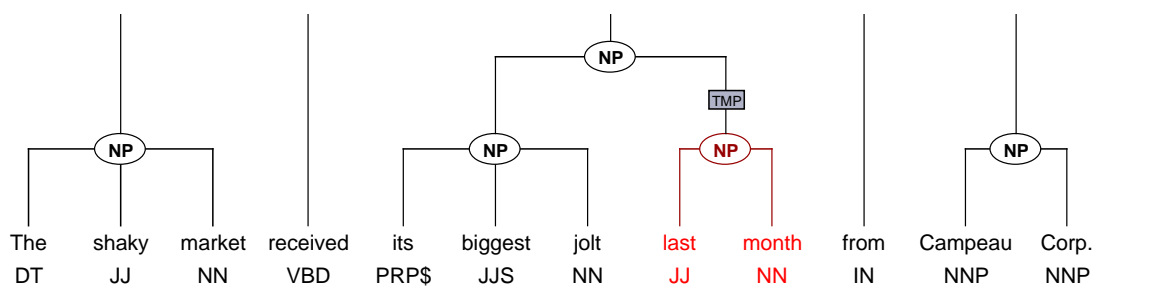 NP
TMP
NP NP NP NP
The shaky market received its biggest jolt last month from Campeau Corp.
DT JJ NN VBD PRP$ JJS NN JJ NN IN NNP NNP